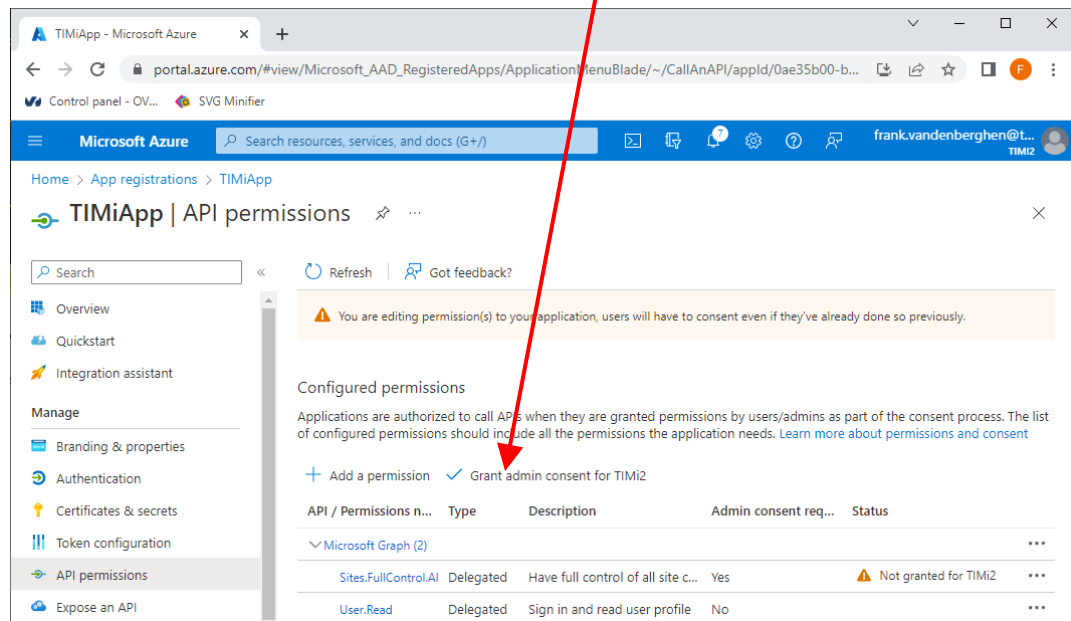 TIMiApp - Microsoft Azure
portal.azure.com/#view/Microsoft_AAD_RegisteredApps/ApplicationMenuBlade/~/CallAnAPI/appId/0ae35b00-b...
Control panel - OV... SVG Minifier
Microsoft Azure Search resources, services, and docs (G+/) 7 frank.vandenberghen@t...
TIMI2
Home > App registrations > TIMiApp
TIMiApp | API permissions
Search « Refresh Got feedback?
Overview
You are editing permission(s) to your application, users will have to consent even if they've already done so previously.
Quickstart
Integration assistant
Configured permissions
Manage
Applications are authorized to call APIs when they are granted permissions by users/admins as part of the consent process. The list
of configured permissions should include all the permissions the application needs. Learn more about permissions and consent
Branding & properties
Authentication
+ Add a permission Grant admin consent for TIMi2
Certificates & secrets
API / Permissions n... Type Description Admin consent req... Status
Token configuration
Microsoft Graph (2) ...
API permissions
Sites.FullControl.Al Delegated Have full control of all site c... Yes Not granted for TIMi2 ...
Expose an API
User.Read Delegated Sign in and read user profile No ...